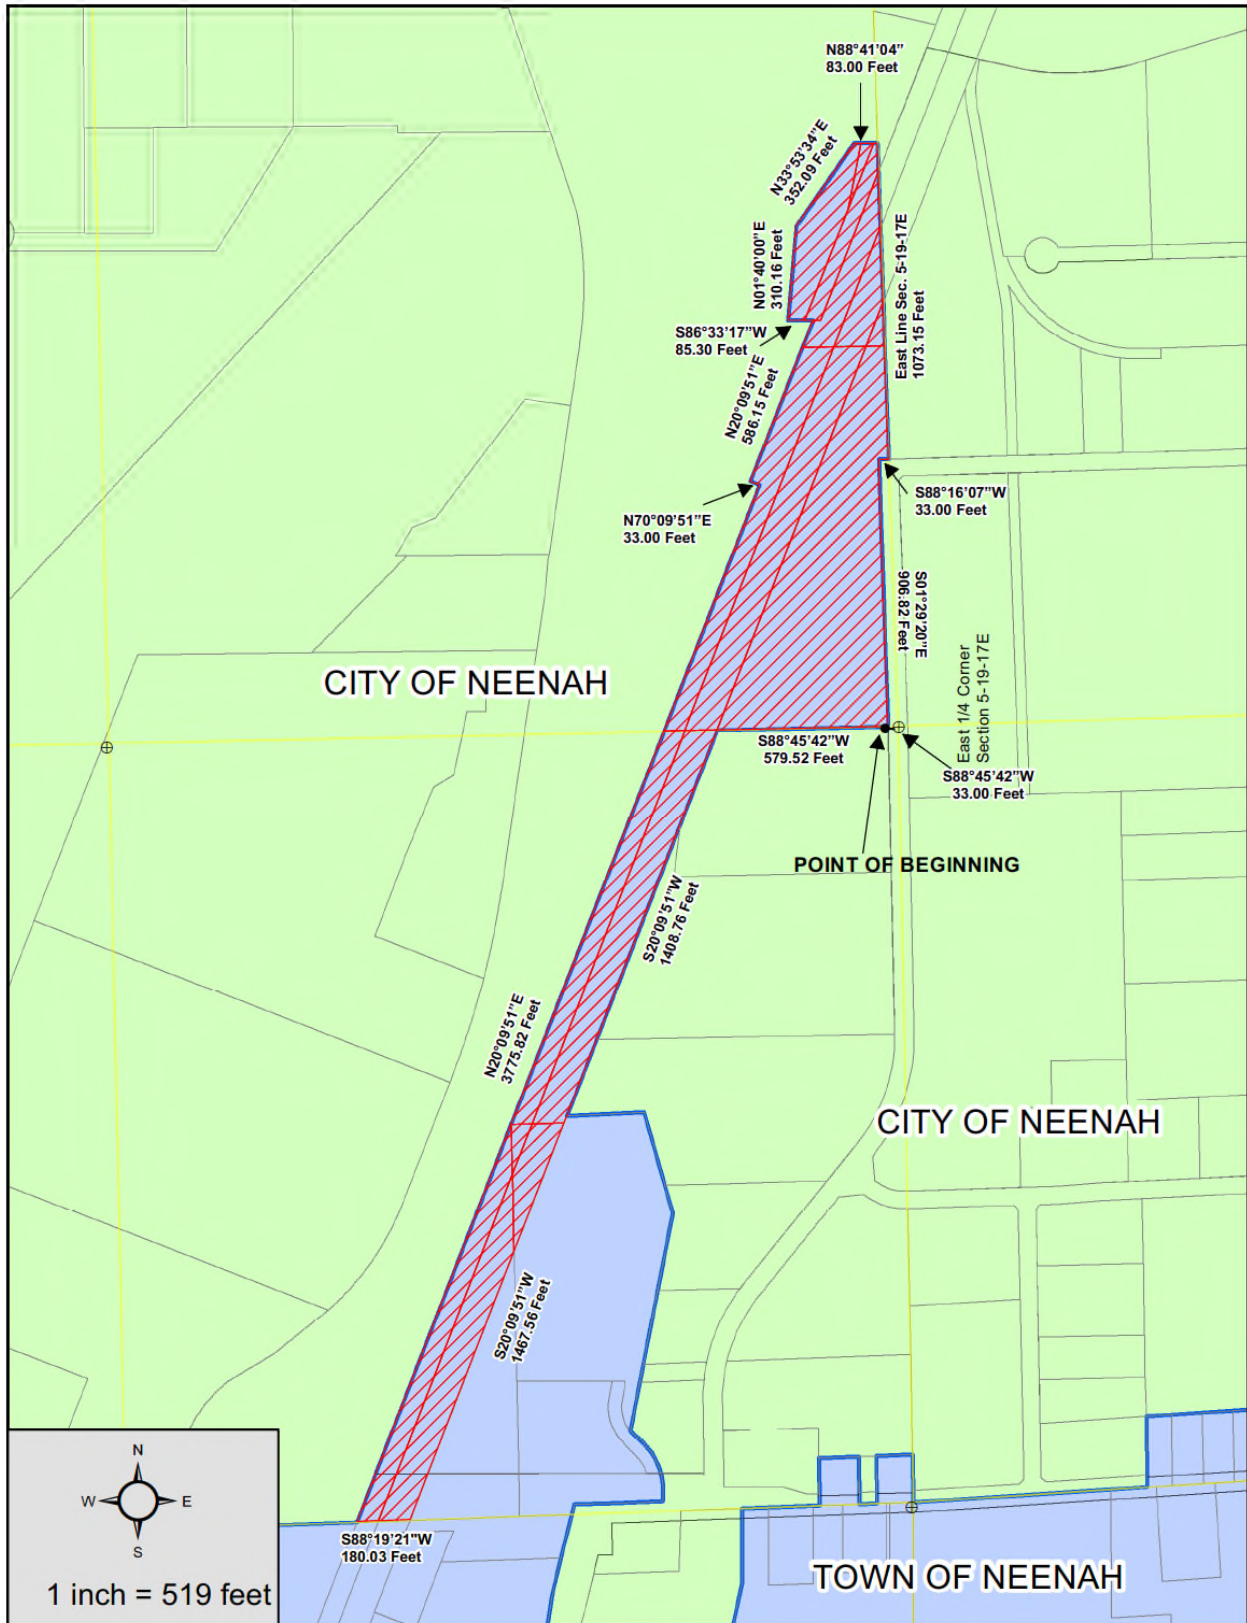 N88°41'04"
83.00 Feet
N33°53'34"E
352.09 Feet
N01°40'00"E
310.16 Feet
East Line Sec. 5-19-17E
1073.15 Feet
S86°33'17"W
85.30 Feet
N20°09'51"E
586.15 Feet
S88°16'07"W
33.00 Feet
N70°09'51"E
33.00 Feet
S01°29'20"E
906.82 Feet
East 1/4 Corner
Section 5-19-17E
CITY OF NEENAH
S88°45'42"W
579.52 Feet
S88°45'42"W
33.00 Feet
POINT OF BEGINNING
S20°09'51"W
1408.76 Feet
N20°09'51"E
3775.82 Feet
CITY OF NEENAH
S20°09'51"W
1467.56 Feet
N
W E
S
S88°19'21"W
180.03 Feet
TOWN OF NEENAH
1 inch = 519 feet